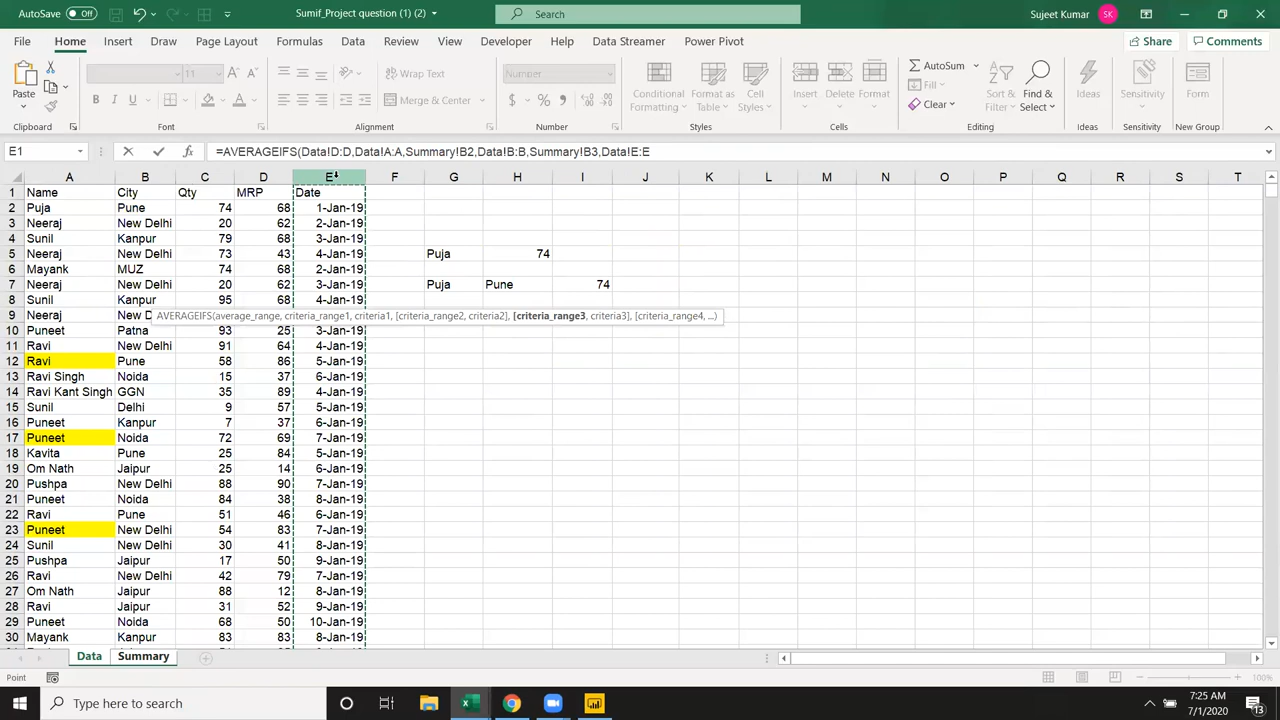 AutoSave Off Sumif_Project question (1) (2) Search Sujeet Kumar SK
File Home Insert Draw Page Layout Formulas Data Review View Developer Help Data Streamer Power Pivot Share Comments
Paste 11 Wrap Text Number Conditional Formatting Format as Table Cell Styles Insert Delete Format AutoSum Fill Clear Sort & Filter Find & Select Ideas Sensitivity Form
Merge & Center
Clipboard Font Alignment Number Styles Cells Editing Ideas Sensitivity New Group
E1 =AVERAGEIFS(Data!D:D,Data!A:A,Summary!B2,Data!B:B,Summary!B3,Data!E:E
A B C D E F G H I J K L M N O P Q R S T
1 Name City Qty MRP Date
2 Puja Pune 74 68 1-Jan-19
3 Neeraj New Delhi 20 62 2-Jan-19
4 Sunil Kanpur 79 68 3-Jan-19
5 Neeraj New Delhi 73 43 4-Jan-19 Puja 74
6 Mayank MUZ 74 68 2-Jan-19
7 Neeraj New Delhi 20 62 3-Jan-19 Puja Pune 74
8 Sunil Kanpur 95 68 4-Jan-19
9 Neeraj New D
AVERAGEIFS(average_range, criteria_range1, criteria1, [criteria_range2, criteria2], [criteria_range3, criteria3], [criteria_range4, ...)
10 Puneet Patna 93 25 3-Jan-19
11 Ravi New Delhi 91 64 4-Jan-19
12 Ravi Pune 58 86 5-Jan-19
13 Ravi Singh Noida 15 37 6-Jan-19
14 Ravi Kant Singh GGN 35 89 4-Jan-19
15 Sunil Delhi 9 57 5-Jan-19
16 Puneet Kanpur 7 37 6-Jan-19
17 Puneet Noida 72 69 7-Jan-19
18 Kavita Pune 25 84 5-Jan-19
19 Om Nath Jaipur 25 14 6-Jan-19
20 Pushpa New Delhi 88 90 7-Jan-19
21 Puneet Noida 84 38 8-Jan-19
22 Ravi Pune 51 46 6-Jan-19
23 Puneet New Delhi 54 83 7-Jan-19
24 Sunil New Delhi 30 41 8-Jan-19
25 Pushpa Jaipur 17 50 9-Jan-19
26 Ravi New Delhi 42 79 7-Jan-19
27 Om Nath Jaipur 88 12 8-Jan-19
28 Ravi Jaipur 31 52 9-Jan-19
29 Puneet Noida 68 50 10-Jan-19
30 Mayank Kanpur 83 83 8-Jan-19
Data Summary
Point 100%
Type here to search 7:25 AM
7/1/2020